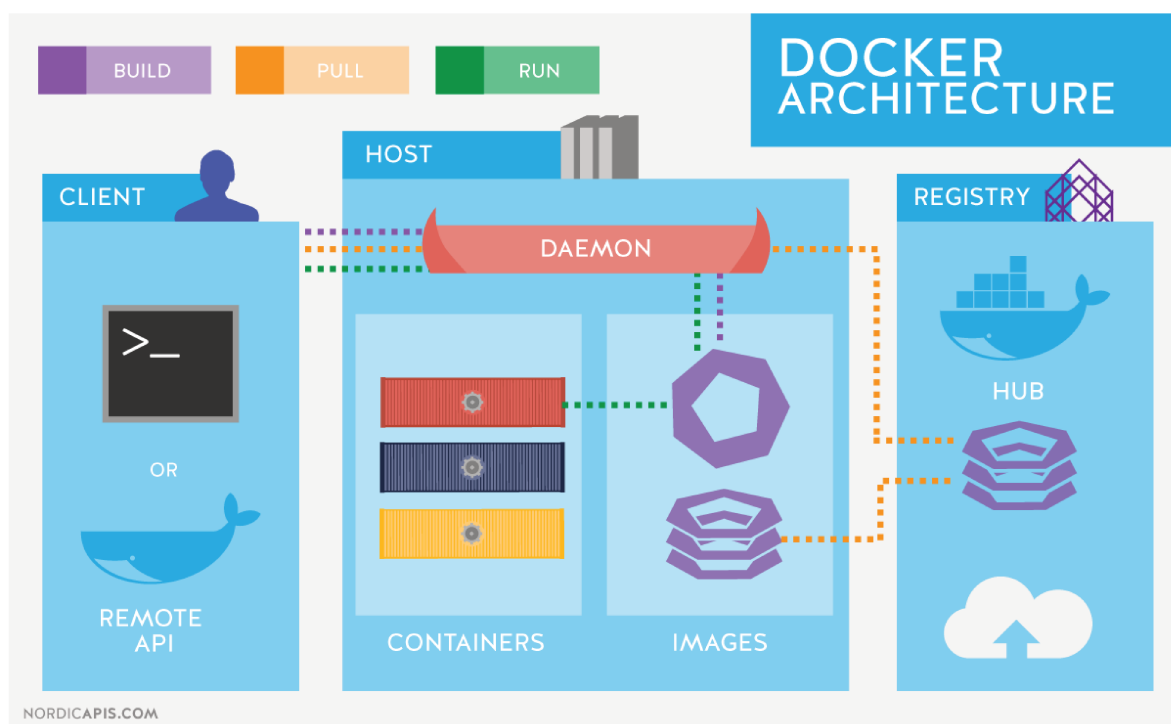 BUILD
PULL
RUN
DOCKER
ARCHITECTURE
HOST
CLIENT
REGISTRY
DAEMON
>_
HUB
OR
REMOTE
API
CONTAINERS
IMAGES
NORDICAPIS.COM